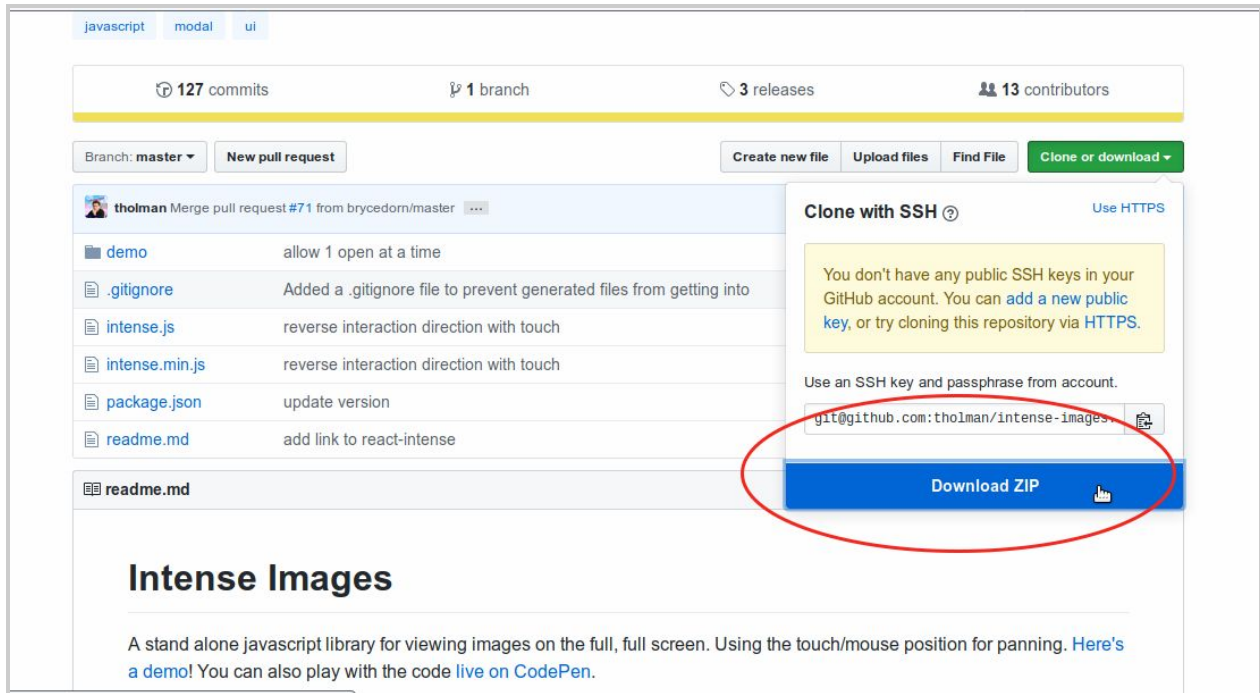 javascript modal ui
127 commits 1 branch 3 releases 13 contributors
Branch: master New pull request Create new file Upload files Find File Clone or download
tholman Merge pull request #71 from brycedorn/master ...
demo allow 1 open at a time
.gitignore Added a .gitignore file to prevent generated files from getting into
intense.js reverse interaction direction with touch
intense.min.js reverse interaction direction with touch
package.json update version
readme.md add link to react-intense
Clone with SSH Use HTTPS
You don't have any public SSH keys in your
GitHub account. You can add a new public
key, or try cloning this repository via HTTPS.
Use an SSH key and passphrase from account.
git@github.com:tholman/intense-images.
Download ZIP
readme.md
Intense Images
A stand alone javascript library for viewing images on the full, full screen. Using the touch/mouse position for panning. Here's
a demo! You can also play with the code live on CodePen.